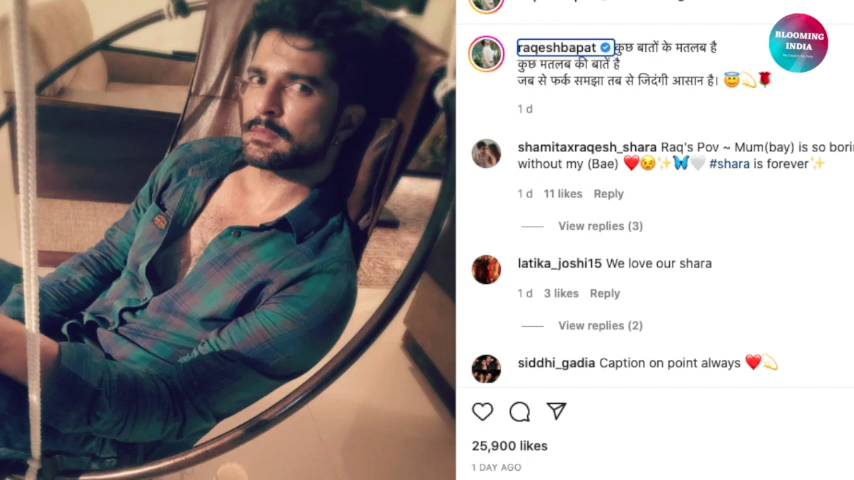 BLOOMING
INDIA
raqeshbapat कुछ बातों के मतलब है
कुछ मतलब की बातें है
जब से फर्क समझा तब से जिंदगी आसान है। 😇💫🌹
1 d
shamitaxraqesh_shara Raq's Pov ~ Mum(bay) is so borin
without my (Bae) ❤️😉✨🦋🤍 #shara is forever✨
1 d 11 likes Reply
View replies (3)
latika_joshi15 We love our shara
1 d 3 likes Reply
View replies (2)
siddhi_gadia Caption on point always ❤️💫
25,900 likes
1 DAY AGO